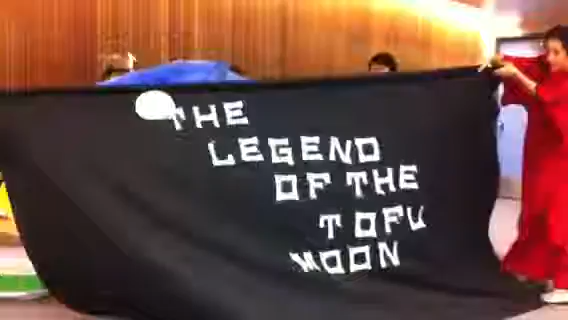 THE
LEGEND
OF THE
TOFU
MOON